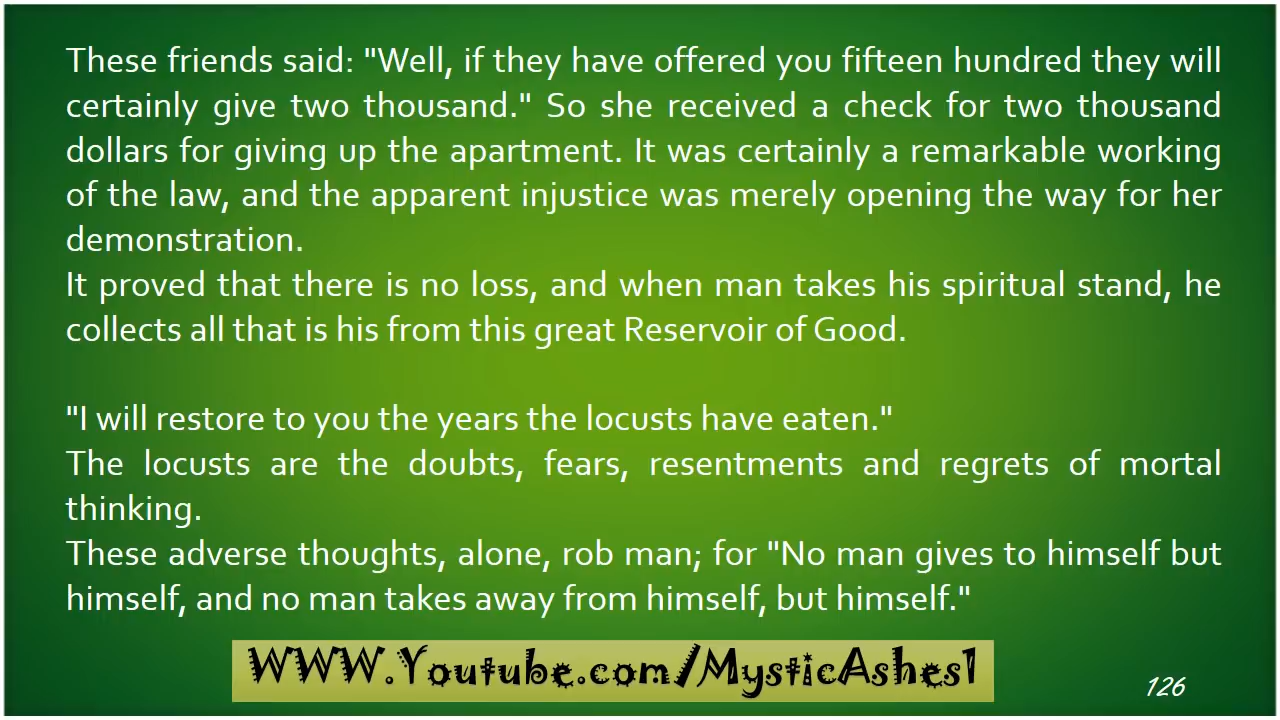 These friends said: "Well, if they have offered you fifteen hundred they will
certainly give two thousand." So she received a check for two thousand
dollars for giving up the apartment. It was certainly a remarkable working
of the law, and the apparent injustice was merely opening the way for her
demonstration.
It proved that there is no loss, and when man takes his spiritual stand, he
collects all that is his from this great Reservoir of Good.
"I will restore to you the years the locusts have eaten."
The locusts are the doubts, fears, resentments and regrets of mortal
thinking.
These adverse thoughts, alone, rob man; for "No man gives to himself but
himself, and no man takes away from himself, but himself."
WWW.Youtube.com/MysticAshes1
126